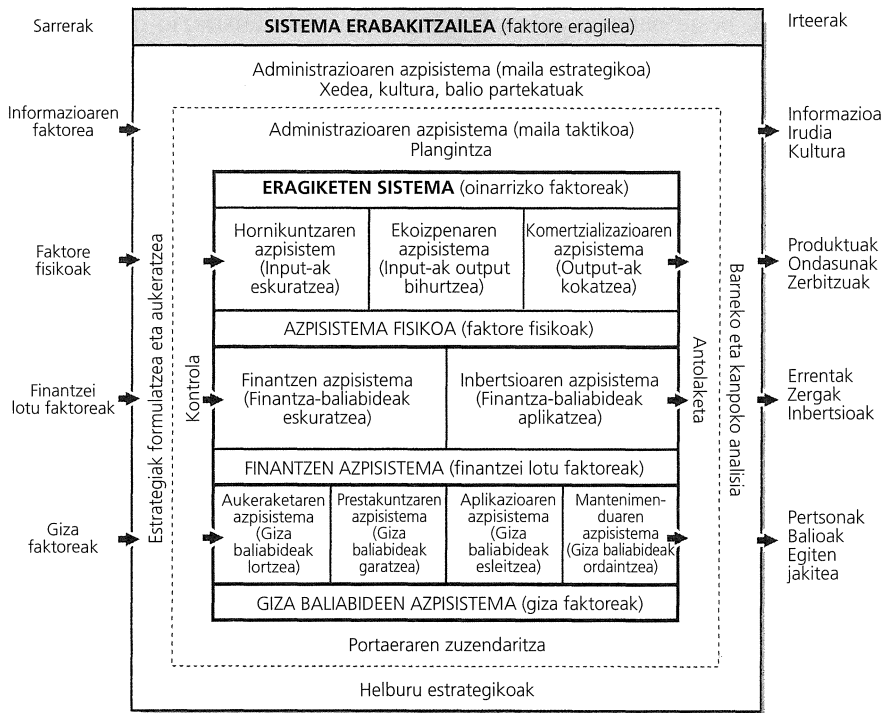 Sarrerak
SISTEMA ERABAKITZAILEA (faktore eragilea)
Irteerak
Administrazioaren azpisistema (maila estrategikoa)
Xedea, kultura, balio partekatuak
Informazioaren
faktorea
Administrazioaren azpisistema (maila taktikoa)
Plangintza
Informazioa
Irudia
Kultura
ERAGIKETEN SISTEMA (oinarrizko faktoreak)
Faktore
fisikoak
Hornikuntzaren
azpisistem
(Input-ak
eskuratzea)
Ekoizpenaren
azpisistema
(Input-ak output
bihurtzea)
Komertzializazioaren
azpisistema
(Output-ak
kokatzea)
Produktuak
Ondasunak
Zerbitzuak
AZPISISTEMA FISIKOA (faktore fisikoak)
Estrategiak formulatzea eta aukeratzea
Kontrola
Antolaketa
Barneko eta kanpoko analisia
Finantzei
lotu faktoreak
Finantzen azpisistema
(Finantza-baliabideak
eskuratzea)
Inbertsioaren azpisistema
(Finantza-baliabideak
aplikatzea)
Errentak
Zergak
Inbertsioak
FINANTZEN AZPISISTEMA (finantzei lotu faktoreak)
Giza
faktoreak
Aukeraketaren
azpisistema
(Giza
baliabideak
lortzea)
Prestakuntzaren
azpisistema
(Giza
baliabideak
garatzea)
Aplikazioaren
azpisistema
(Giza
baliabideak
esleitzea)
Mantenimen-
duaren
azpisistema
(Giza baliabideak
ordaintzea)
Pertsonak
Balioak
Egiten
jakitea
GIZA BALIABIDEEN AZPISISTEMA (giza faktoreak)
Portaeraren zuzendaritza
Helburu estrategikoak